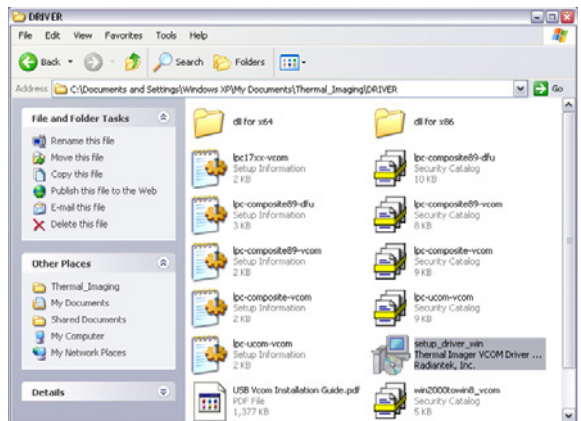 DRIVER
File Edit View Favorites Tools Help
Back Search Folders
Address C:\Documents and Settings\Windows XP\My Documents\Thermal_Imaging\DRIVER Go
File and Folder Tasks
Rename this file
Move this file
Copy this file
Publish this file to the Web
E-mail this file
Delete this file
Other Places
Thermal_Imaging
My Documents
Shared Documents
My Computer
My Network Places
Details
dll for x64
dll for x86
lpc17xx-vcom
Setup Information
2 KB
lpc-composite89-dfu
Security Catalog
10 KB
lpc-composite89-dfu
Setup Information
3 KB
lpc-composite89-vcom
Security Catalog
8 KB
lpc-composite89-vcom
Setup Information
2 KB
lpc-composite-vcom
Security Catalog
9 KB
lpc-composite-vcom
Setup Information
2 KB
lpc-ucom-vcom
Security Catalog
9 KB
lpc-ucom-vcom
Setup Information
2 KB
setup_driver_win
Thermal Imager VCOM Driver ...
Radiantek, Inc.
USB Vcom Installation Guide.pdf
PDF File
1,377 KB
win2000towin8_vcom
Security Catalog
5 KB